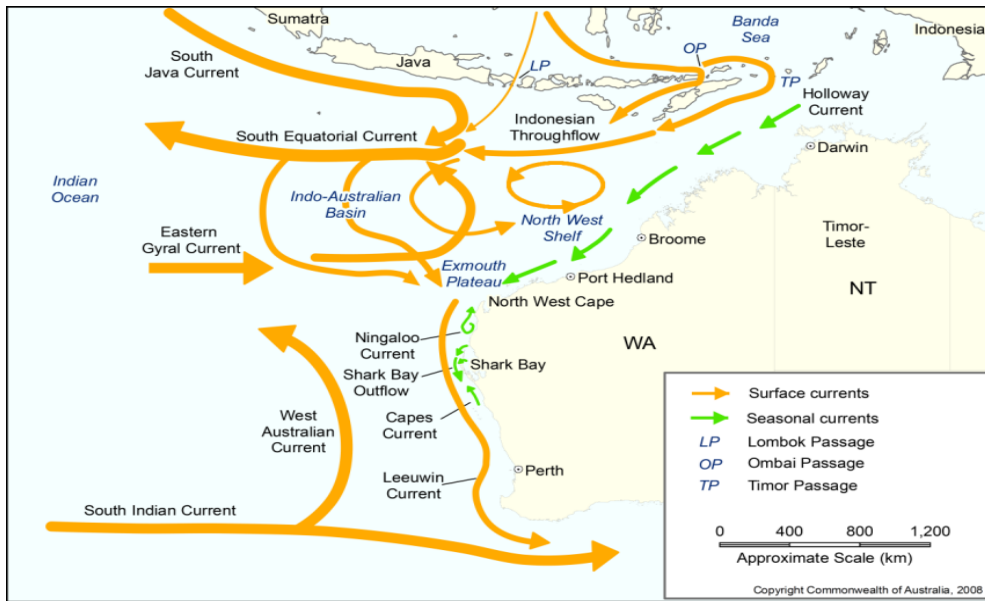 Sumatra
South
Java Current
Java
LP
OP
Banda
Sea
TP
Indonesia
Holloway
Current
South Equatorial Current
Indonesian
Throughflow
Darwin
Indian
Ocean
Indo-Australian
Basin
North West
Shelf
Broome
Timor-
Leste
Eastern
Gyral Current
Exmouth
Plateau
Port Hedland
NT
North West Cape
Ningaloo
Current
WA
Shark Bay
Shark Bay
Outflow
West
Australian
Current
Capes
Current
Leeuwin
Current
Perth
South Indian Current
Surface currents
Seasonal currents
LP Lombok Passage
OP Ombai Passage
TP Timor Passage
0 400 800 1,200
Approximate Scale (km)
Copyright Commonwealth of Australia, 2008